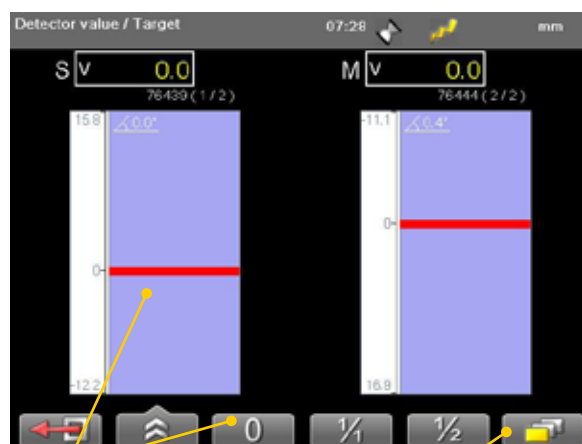 Detector value / Target 07:28 mm
S V 0.0 M V 0.0
76439 (1/2) 76444 (2/2)
15.8 0.0° -11.1 0.4°
0
0
-12.2 16.9
0 1/1 1/2